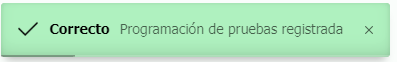 Correcto Programación de pruebas registrada ×